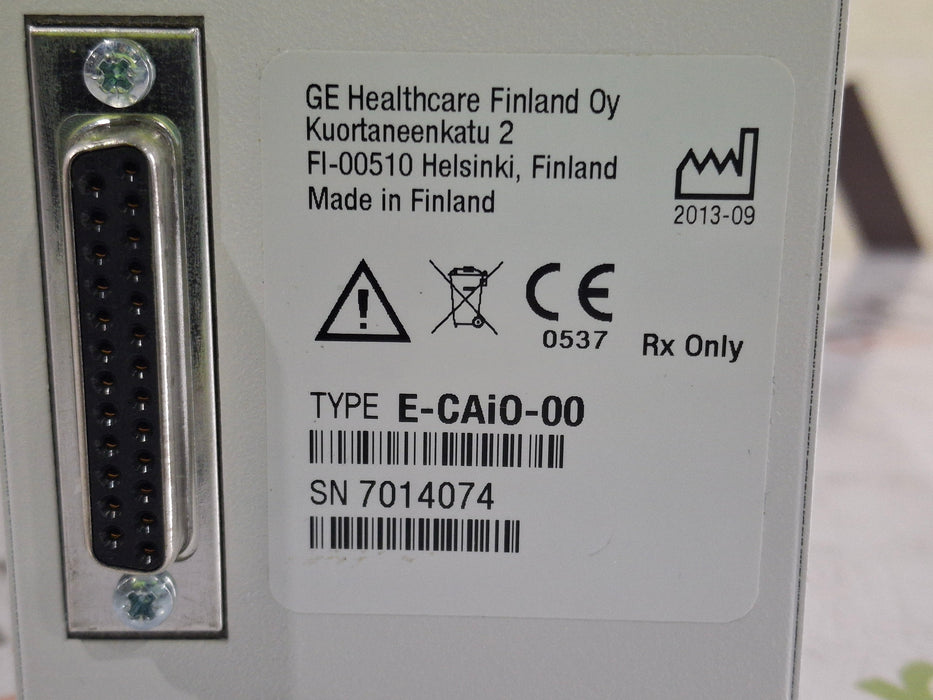 GE Healthcare Finland Oy
Kuortaneenkatu 2
FI-00510 Helsinki, Finland
Made in Finland
2013-09
CE
0537
Rx Only
TYPE E-CAiO-00
SN 7014074